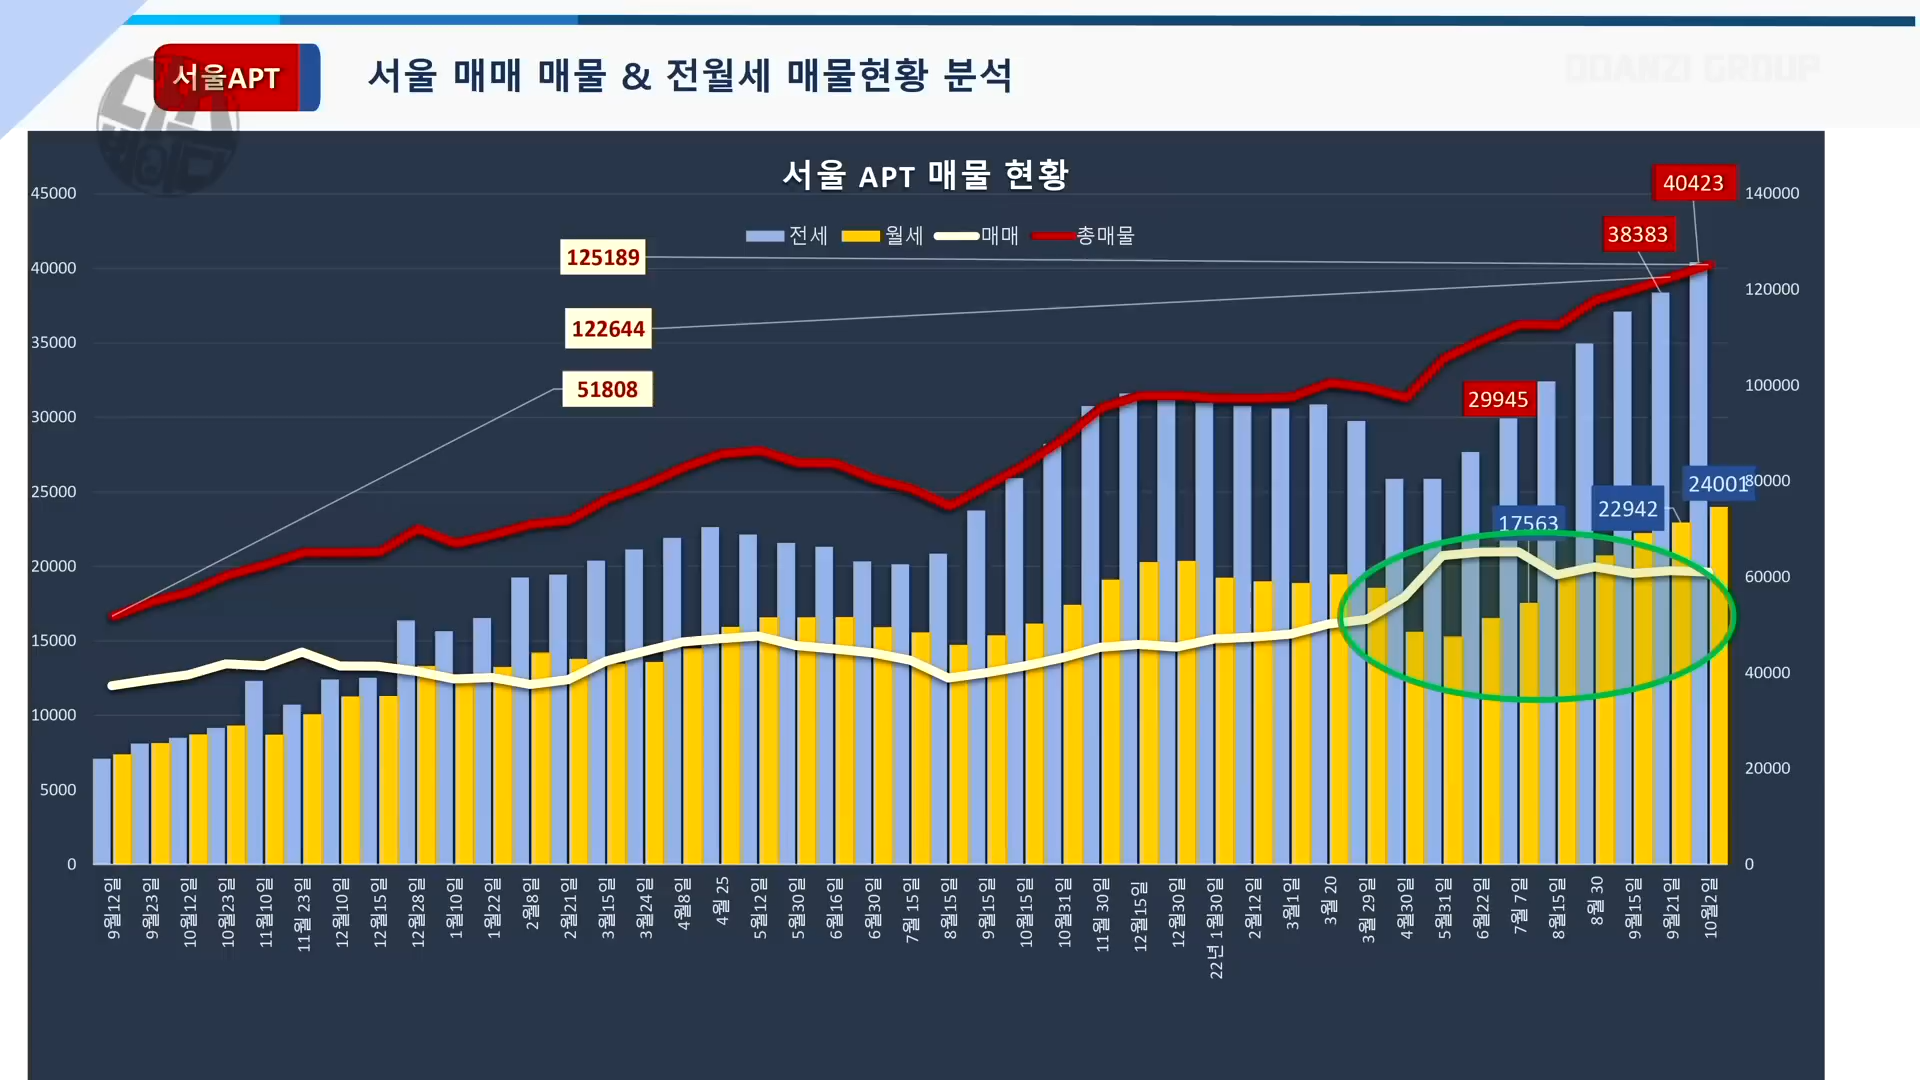 서울APT
서울 매매 매물 & 전월세 매물현황 분석
DOANZI GROUP
서울 APT 매물 현황
전세 월세 매매 총매물
45000
40000
35000
30000
25000
20000
15000
10000
5000
0
140000
120000
100000
80000
60000
40000
20000
0
125189
122644
51808
40423
38383
29945
24001
22942
17563
9월12일
9월23일
10월12일
10월23일
11월10일
11월 23일
12월10일
12월15일
12월28일
1월10일
1월22일
2월8일
2월21일
3월15일
3월24일
4월8일
4월 25
5월12일
5월30일
6월16일
6월30일
7월 15일
8월15일
9월15일
10월15일
10월31일
11월 30일
12월15일
12월30일
22년 1월30일
2월12일
3월1일
3월 20
3월 29일
4월30일
5월31일
6월22일
7월 7일
8월15일
8월 30
9월15일
9월21일
10월2일